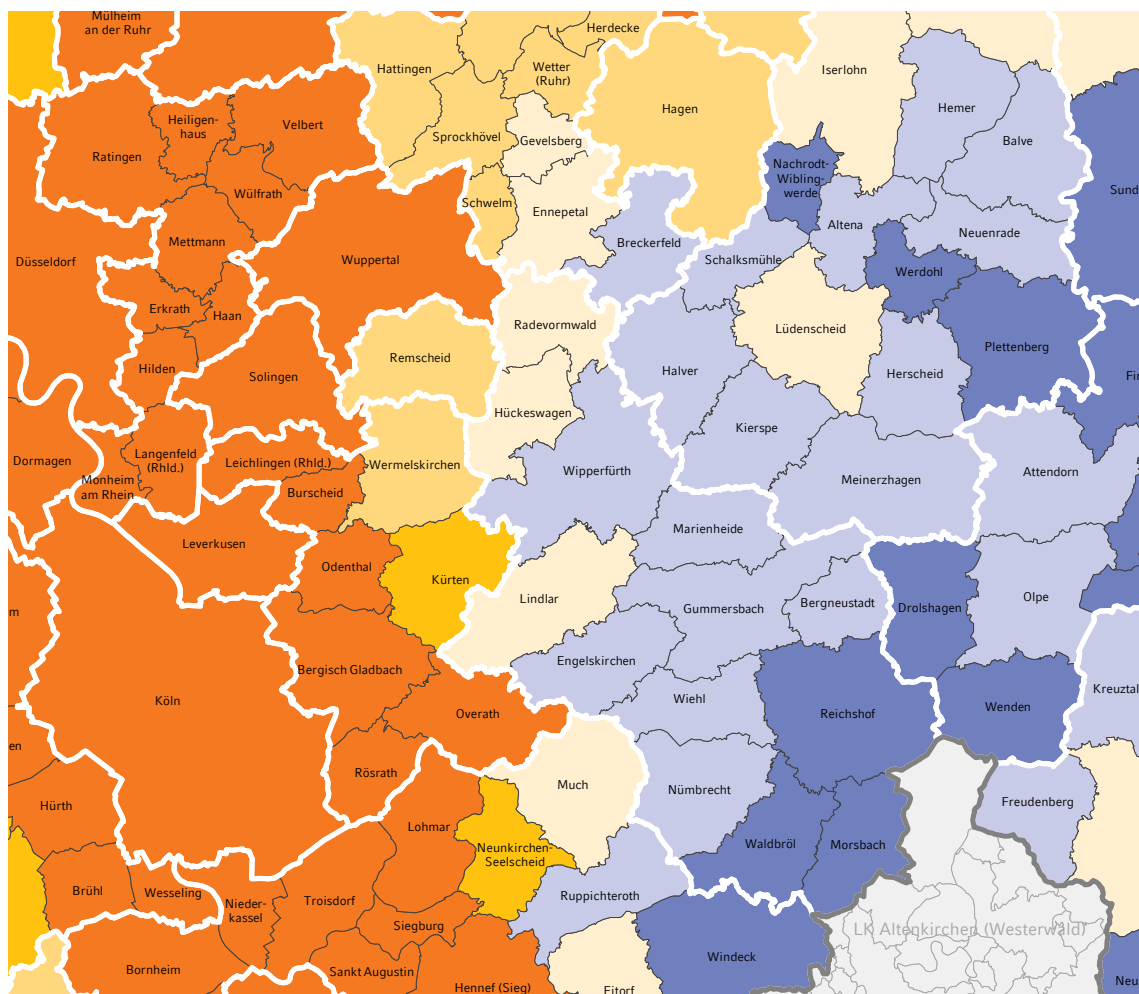 Mülheim
an der Ruhr
Herdecke
Hattingen
Wetter
(Ruhr)
Iserlohn
Hagen
Hemer
Heiligen-
haus
Velbert
Sprockhövel
Gevelsberg
Balve
Ratingen
Nachrodt-
Wibling-
werde
Sund
Wülfrath
Schwelm
Ennepetal
Altena
Mettmann
Breckerfeld
Neuenrade
Düsseldorf
Wuppertal
Schalksmühle
Werdohl
Erkrath
Haan
Radevormwald
Lüdenscheid
Plettenberg
Remscheid
Hilden
Solingen
Halver
Herscheid
Fin
Hückeswagen
Kierspe
Dormagen
Langenfeld
(Rhld.)
Leichlingen (Rhld.)
Wermelskirchen
Wipperfürth
Attendorn
Monheim
am Rhein
Burscheid
Meinerzhagen
Leverkusen
Marienheide
Odenthal
Kürten
Lindlar
Gummersbach
Bergneustadt
Drolshagen
Olpe
m
Bergisch Gladbach
Engelskirchen
Köln
Wiehl
Kreuztal
Overath
Reichshof
Wenden
en
Rösrath
Much
Nümbrecht
Hürth
Freudenberg
Lohmar
Neunkirchen-
Seelscheid
Waldbröl
Morsbach
Brühl
Wesseling
Nieder-
kassel
Troisdorf
Ruppichteroth
Siegburg
LK Altenkirchen (Westerwald)
Bornheim
Sankt Augustin
Windeck
Hennef (Sieg)
Eitorf
Neu